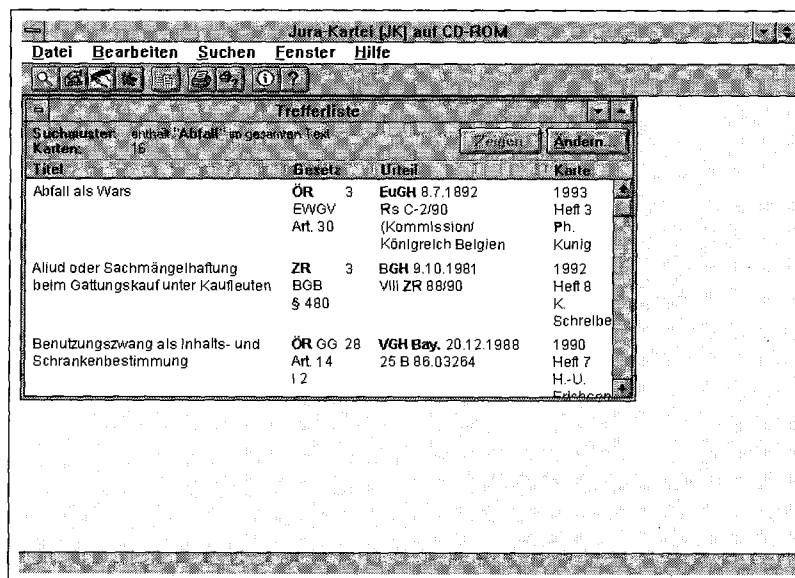 Jura-Kartei [JK] auf CD-ROM
Datei Bearbeiten Suchen Fenster Hilfe
Trefferliste
Suchmuster: enthält "Abfall" im gesamten Text
Karten: 16
Zeigen Ändern...
Titel Gesetz Urteil Karte
Abfall als Wars ÖR 3 EuGH 8.7.1892 1993
EWGV Rs C-2/90 Heft 3
Art. 30 (Kommission/ Ph.
Königreich Belgien Kunig
Aliud oder Sachmängelhaftung ZR 3 BGH 9.10.1981 1992
beim Gattungskauf unter Kaufleuten BGB VIII ZR 88/90 Heft 8
§ 480 K.
Schreibe
Benutzungszwang als Inhalts- und ÖR GG 28 VGH Bay. 20.12.1988 1990
Schrankenbestimmung Art. 14 25 B 86.03264 Heft 7
I 2 H.-U.
Erichsen